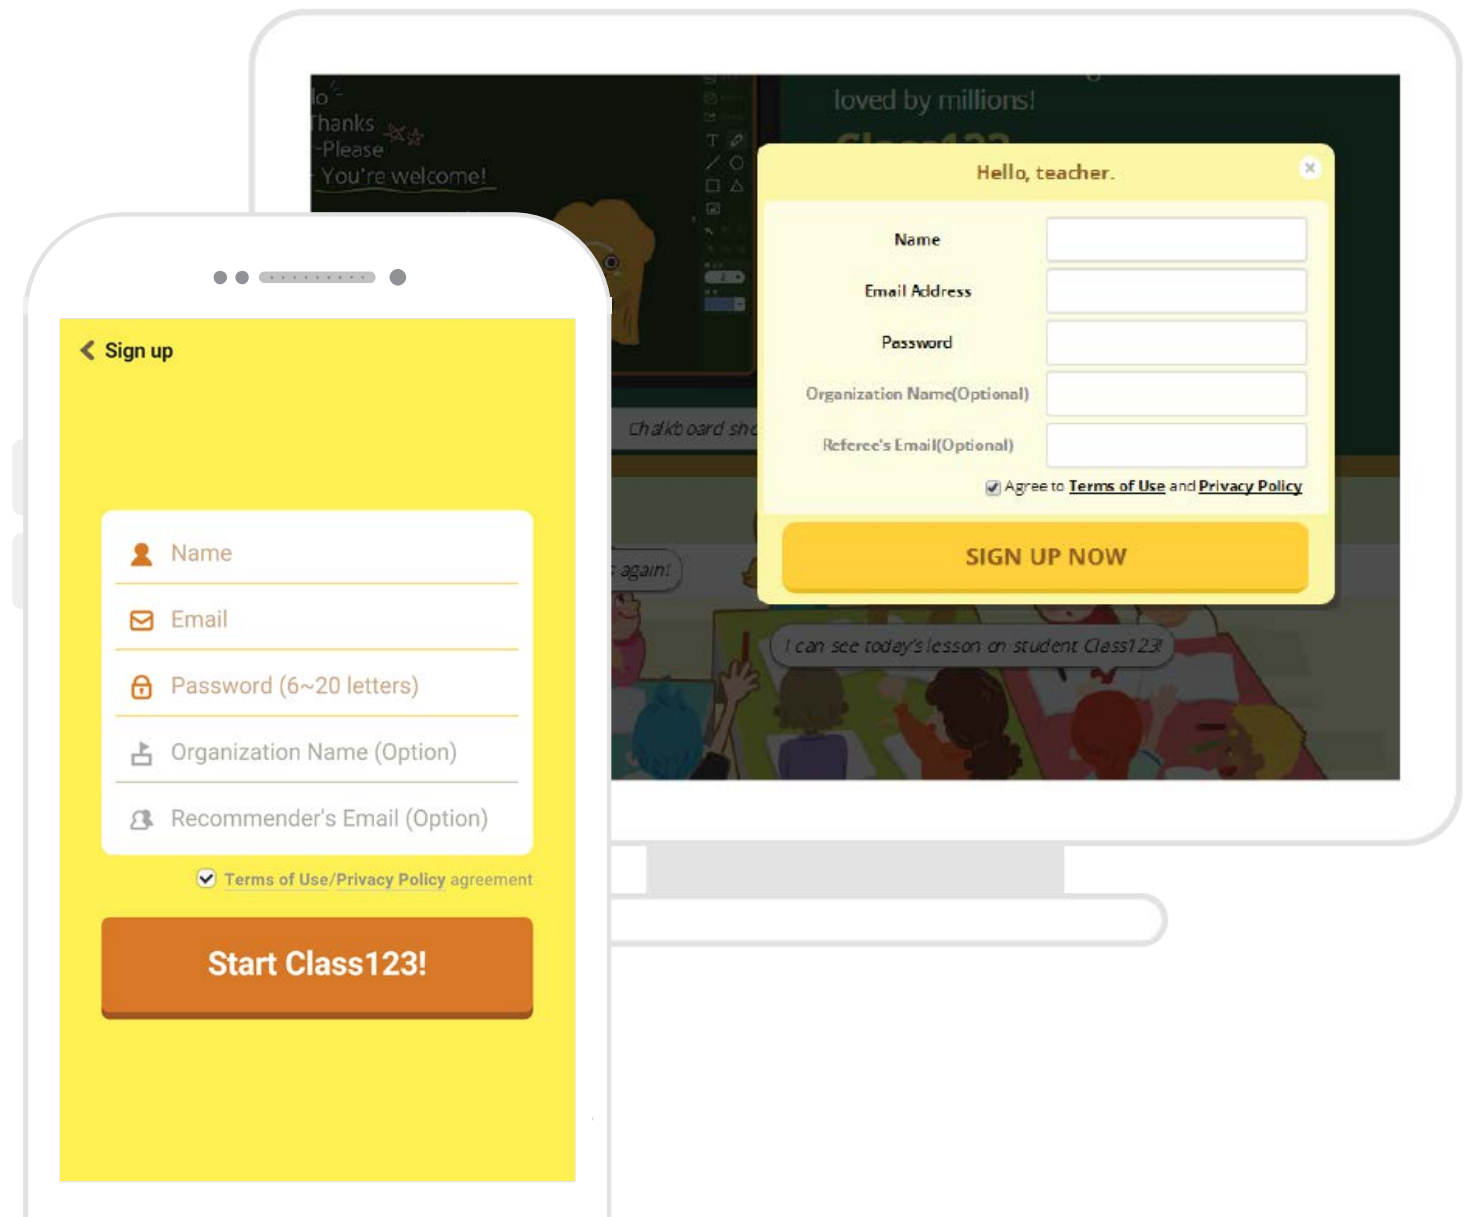 lo
Thanks
-Please
You're welcome!
loved by millions!
Class123
Hello, teacher.
Name
Email Address
Password
Organization Name(Optional)
Referee's Email(Optional)
Agree to Terms of Use and Privacy Policy
SIGN UP NOW
Chalkboard sho
again!
I can see today's lesson on student Class123!
Sign up
Name
Email
Password (6~20 letters)
Organization Name (Option)
Recommender's Email (Option)
Terms of Use/Privacy Policy agreement
Start Class123!